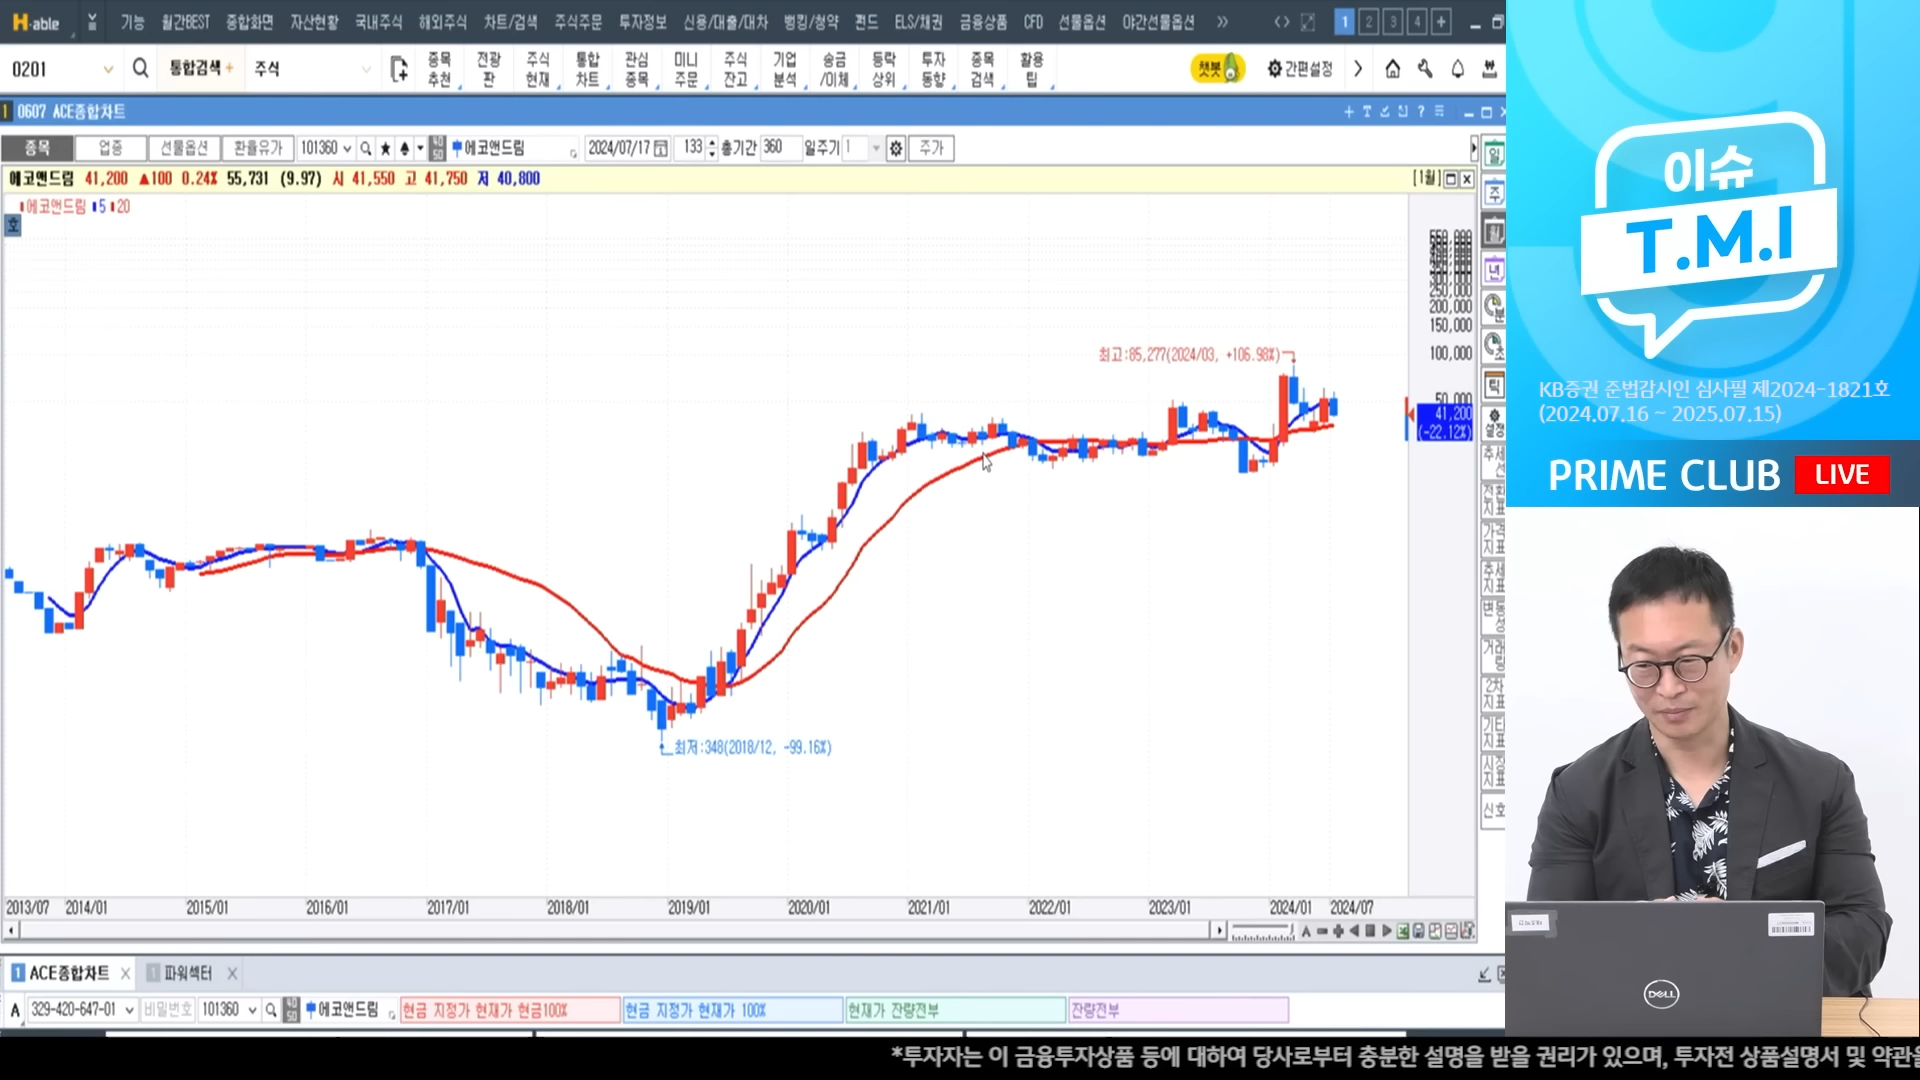 H-able 기능 월간BEST 종합화면 자산현황 국내주식 해외주식 차트/검색 주식주문 투자정보 신용/대출/대차 뱅킹/청약 펀드 ELS/채권 금융상품 CFD 선물옵션 야간선물옵션 1 2 3 4 +
0201 통합검색+ 주식
종목추천 전광판 주식현재 통합차트 관심종목 미니주문 주식잔고 기업분석 송금/이체 등락상위 투자동향 종목검색 활용팁 챗봇 간편설정
1 0607 ACE종합차트
종목 업종 선물옵션 환율유가 101360 에코앤드림 2024/07/17 133 총기간 360 일주기 1 주가
에코앤드림 41,200 ▲100 0.24% 55,731 (9.97) 시 41,550 고 41,750 저 40,800 [1월]
에코앤드림 5 20
호
250,000
200,000
150,000
최고:85,277(2024/03, +106.98%)
100,000
50,000
41,200
(-22.12%)
최저:348(2018/12, -99.16%)
일
주
월
년
분
초
틱
설정
2013/07 2014/01 2015/01 2016/01 2017/01 2018/01 2019/01 2020/01 2021/01 2022/01 2023/01 2024/01 2024/07
1 ACE종합차트 1 파워섹터
A 329-420-647-01 비밀번호 101360 에코앤드림 현금 지정가 현재가 현금100% 현금 지정가 현재가 100% 현재가 잔량전부 잔량전부
이슈
T.M.I
KB증권 준법감시인 심사필 제2024-1821호
(2024.07.16 ~ 2025.07.15)
PRIME CLUB LIVE
DELL
*투자자는 이 금융투자상품 등에 대하여 당사로부터 충분한 설명을 받을 권리가 있으며, 투자전 상품설명서 및 약관을